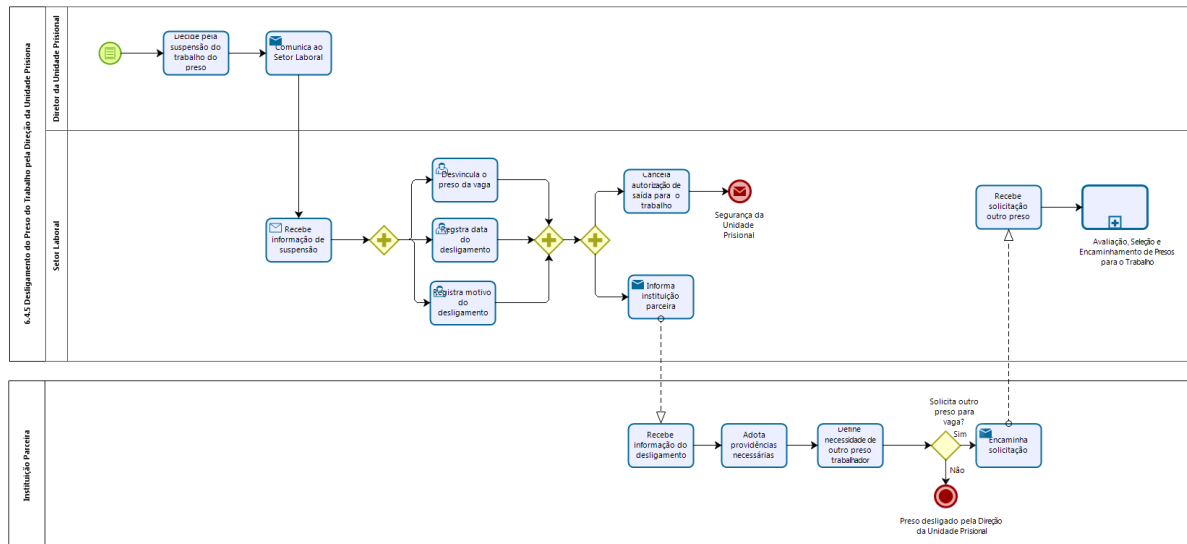 6.4.5 Desligamento do Preso do Trabalho pela Direção da Unidade Prisiona
Diretor da Unidade Prisional
Decide pela
suspensão do
trabalho do
preso
Comunica ao
Setor Laboral
Setor Laboral
Recebe
informação de
suspensão
Desvincula o
preso da vaga
Registra data do
desligamento
Registra motivo do
desligamento
Cancela
autorização de
saída para o
trabalho
Segurança da
Unidade
Prisional
Informa
instituição
parceira
Recebe
solicitação
outro preso
Avaliação, Seleção e
Encaminhamento de Presos
para o Trabalho
Instituição Parceira
Recebe
informação do
desligamento
Adota
providências
necessárias
Define
necessidade de
outro preso
trabalhador
Solicita outro
preso para
vaga?
Sim
Não
Encaminha
solicitação
Preso desligado pela Direção
da Unidade Prisional